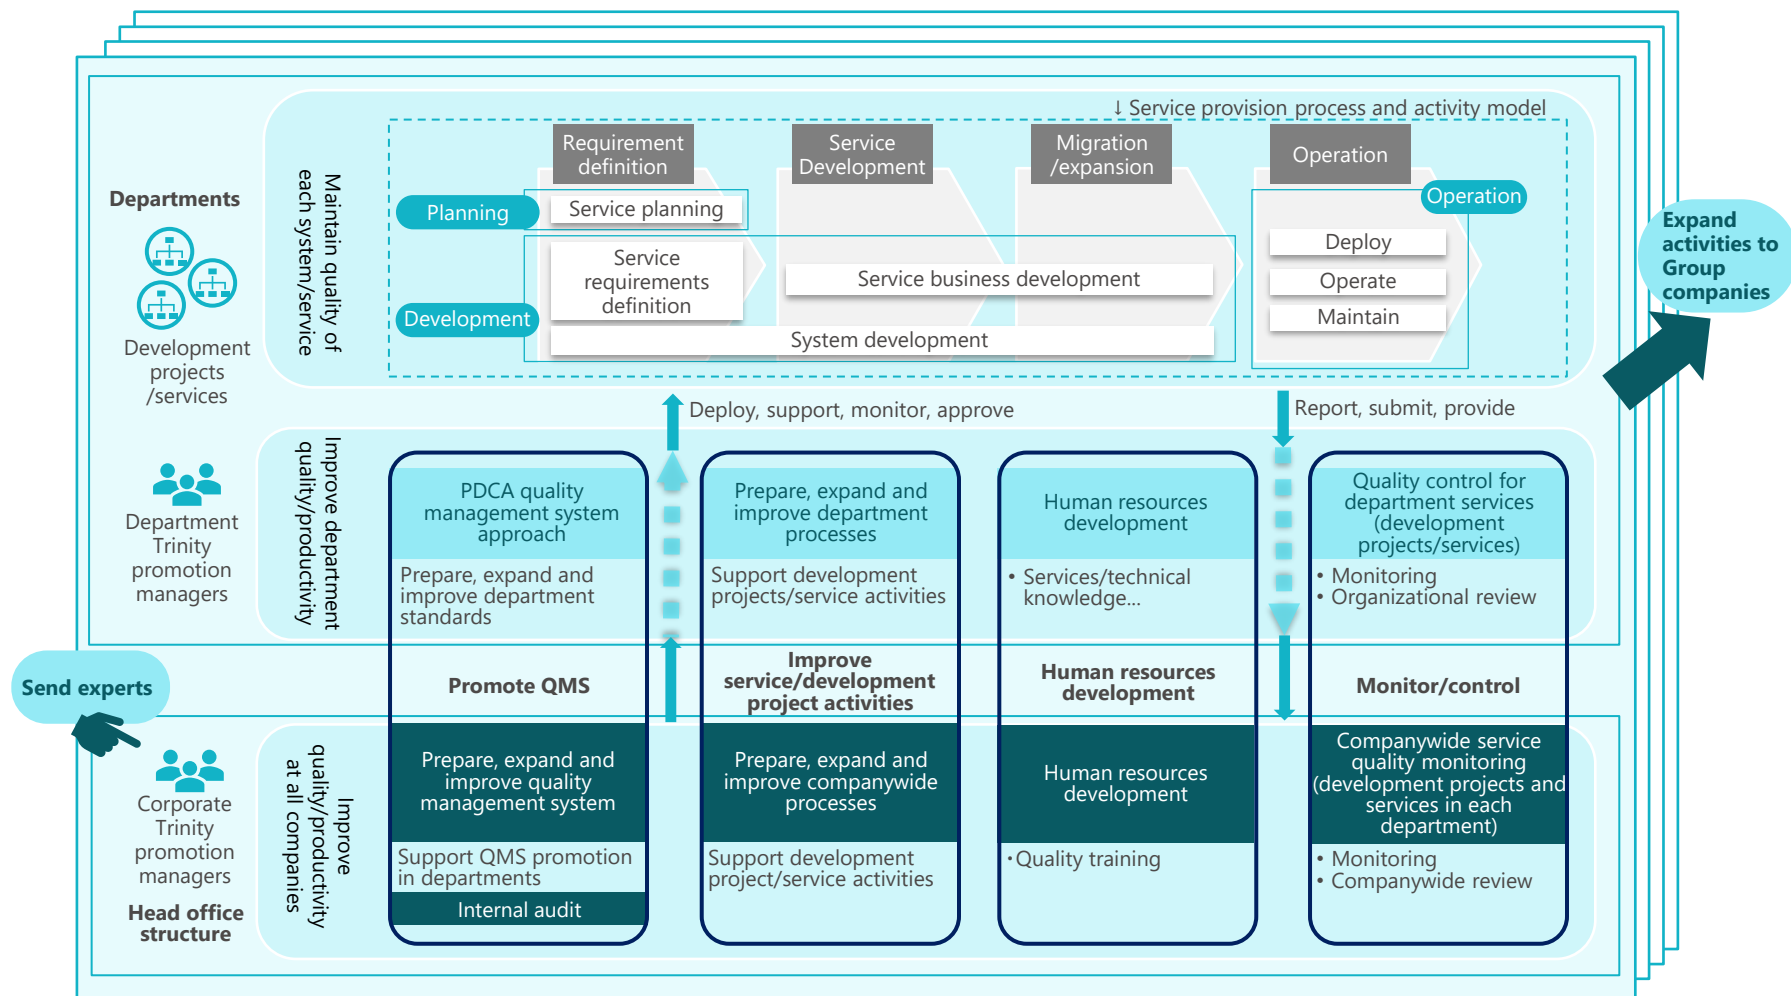 ↓ Service provision process and activity model
Requirement
definition
Service
Development
Migration
/expansion
Operation
Departments
Development
projects
/services
Maintain quality of
each system/service
Planning
Service planning
Operation
Development
Service
requirements
definition
Service business development
System development
Deploy
Operate
Maintain
Expand
activities to
Group
companies
Deploy, support, monitor, approve
Report, submit, provide
Department
Trinity
promotion
managers
Improve department
quality/productivity
PDCA quality
management system
approach
Prepare, expand and
improve department
standards
Prepare, expand and
improve department
processes
Support development
projects/service activities
Human resources
development
• Services/technical
knowledge...
Quality control for
department services
(development
projects/services)
• Monitoring
• Organizational review
Send experts
Promote QMS
Improve
service/development
project activities
Human resources
development
Monitor/control
Corporate
Trinity
promotion
managers
Head office
structure
Improve
quality/productivity
at all companies
Prepare, expand and
improve quality
management system
Support QMS promotion
in departments
Internal audit
Prepare, expand and
improve companywide
processes
Support development
project/service activities
Human resources
development
・Quality training
Companywide service
quality monitoring
(development projects and
services in each
department)
• Monitoring
• Companywide review